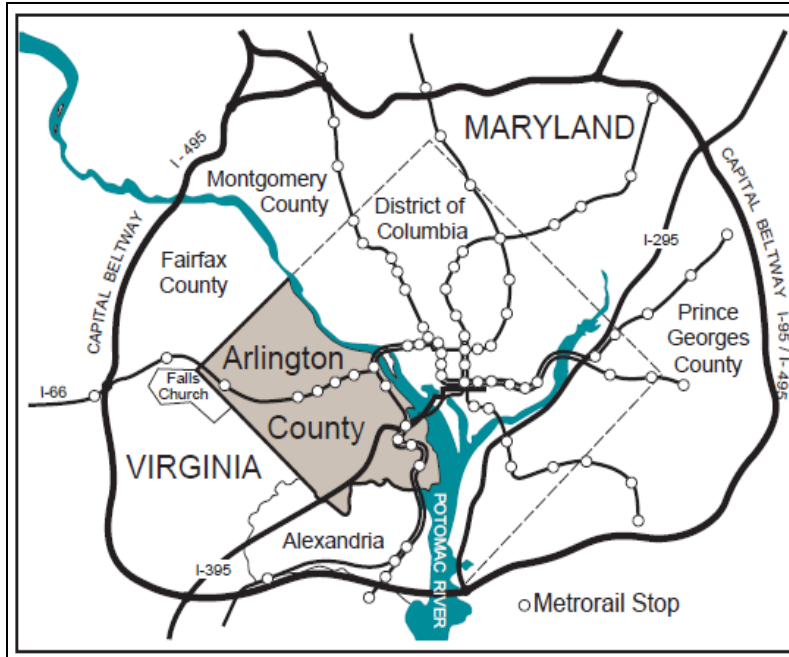 MARYLAND
I - 495
Montgomery
County
District of
Columbia
CAPITAL BELTWAY
CAPITAL BELTWAY I-95 / I-495
I-295
Fairfax
County
Prince
Georges
County
Arlington
County
I-66
Falls
Church
VIRGINIA
POTOMAC RIVER
Alexandria
I-395
Metrorail Stop